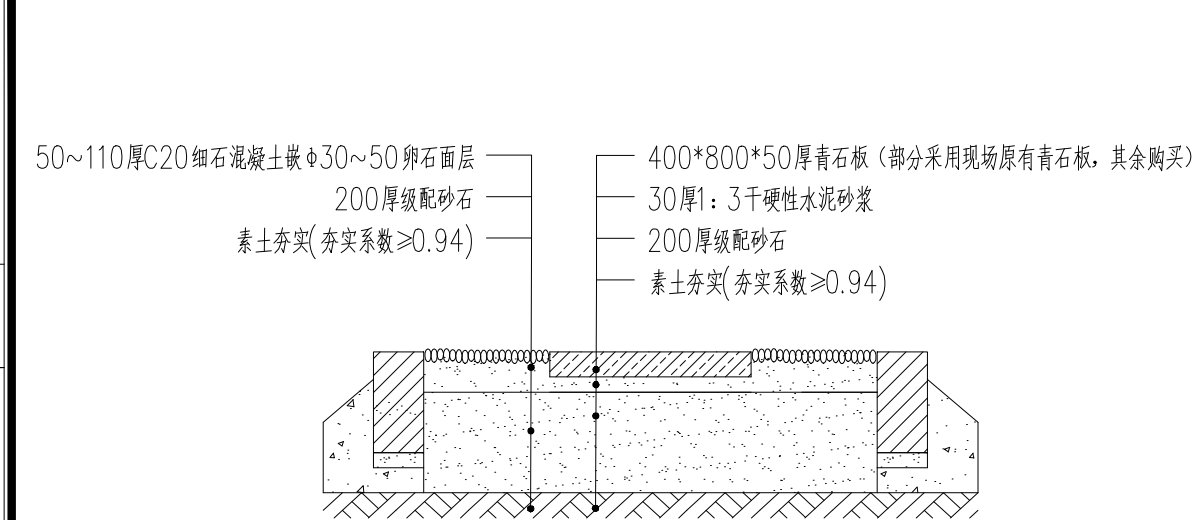 50~110厚C20细石混凝土嵌ф30~50卵石面层
200厚级配砂石
素土夯实(夯实系数≥0.94)
400*800*50厚青石板（部分采用现场原有青石板，其余购买）
30厚1：3干硬性水泥砂浆
200厚级配砂石
素土夯实(夯实系数≥0.94)